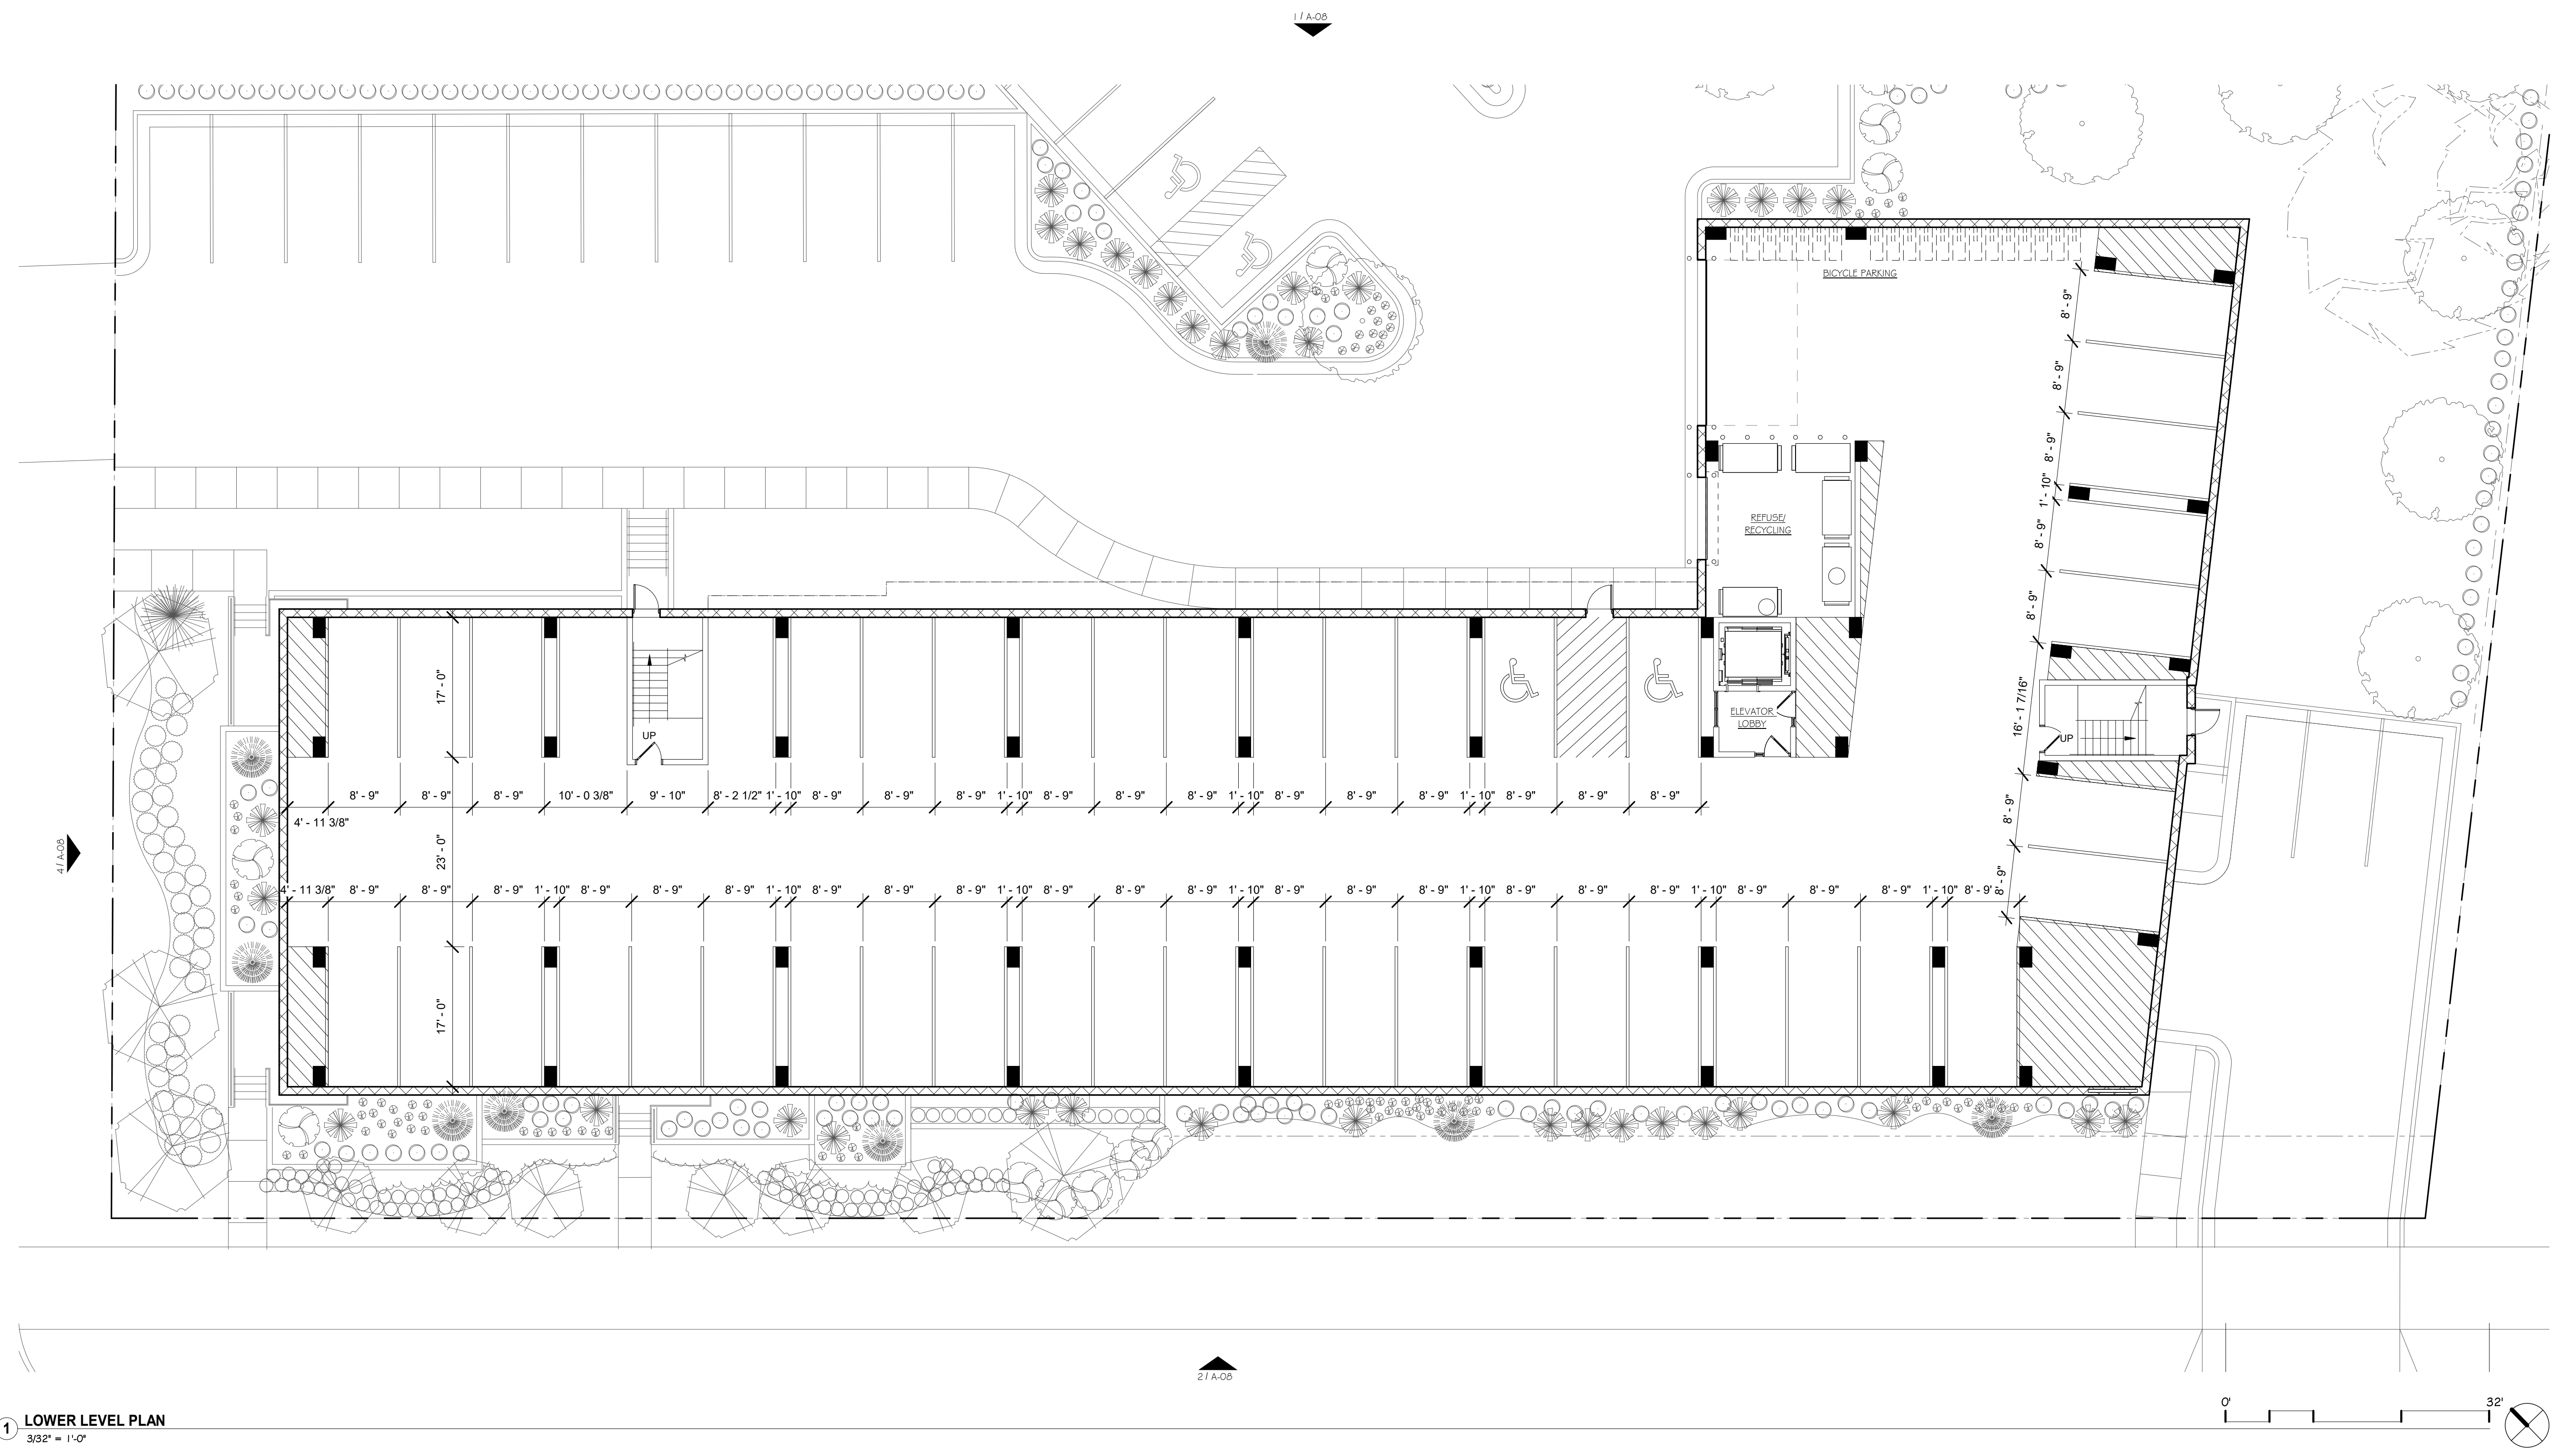 1 / A-08
BICYCLE PARKING
8' - 9"
8' - 9"
8' - 9"
1' - 10"
8' - 9"
8' - 9"
16' - 1 7/16"
8' - 9"
8' - 9"
REFUSE/
RECYCLING
ELEVATOR
LOBBY
UP
UP
17' - 0"
23' - 0"
17' - 0"
8' - 9" 8' - 9" 8' - 9" 10' - 0 3/8" 9' - 10" 8' - 2 1/2" 1' - 10" 8' - 9" 8' - 9" 8' - 9" 1' - 10" 8' - 9" 8' - 9" 8' - 9" 1' - 10" 8' - 9" 8' - 9" 8' - 9" 1' - 10" 8' - 9" 8' - 9" 8' - 9"
4' - 11 3/8"
4' - 11 3/8" 8' - 9" 8' - 9" 8' - 9" 1' - 10" 8' - 9" 8' - 9" 8' - 9" 1' - 10" 8' - 9" 8' - 9" 8' - 9" 1' - 10" 8' - 9" 8' - 9" 8' - 9" 1' - 10" 8' - 9" 8' - 9" 8' - 9" 1' - 10" 8' - 9" 8' - 9" 8' - 9" 1' - 10" 8' - 9" 8' - 9" 8' - 9" 1' - 10" 8' - 9"
4 / A-08
2 / A-08
1 LOWER LEVEL PLAN
3/32" = 1'-0"
0' 32'